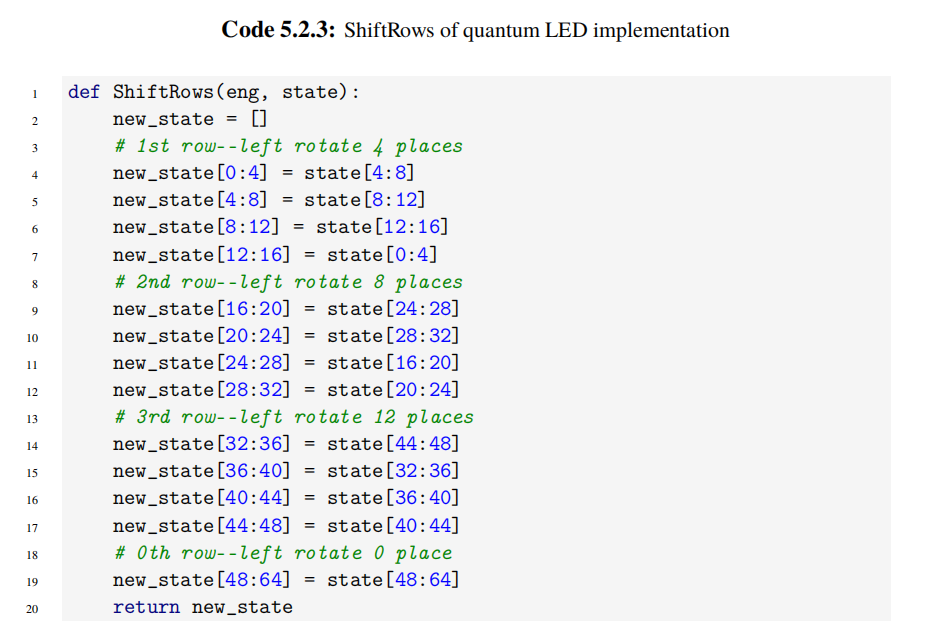 Code 5.2.3: ShiftRows of quantum LED implementation
1 def ShiftRows(eng, state):
2     new_state = []
3     # 1st row--left rotate 4 places
4     new_state[0:4] = state[4:8]
5     new_state[4:8] = state[8:12]
6     new_state[8:12] = state[12:16]
7     new_state[12:16] = state[0:4]
8     # 2nd row--left rotate 8 places
9     new_state[16:20] = state[24:28]
10     new_state[20:24] = state[28:32]
11     new_state[24:28] = state[16:20]
12     new_state[28:32] = state[20:24]
13     # 3rd row--left rotate 12 places
14     new_state[32:36] = state[44:48]
15     new_state[36:40] = state[32:36]
16     new_state[40:44] = state[36:40]
17     new_state[44:48] = state[40:44]
18     # 0th row--left rotate 0 place
19     new_state[48:64] = state[48:64]
20     return new_state